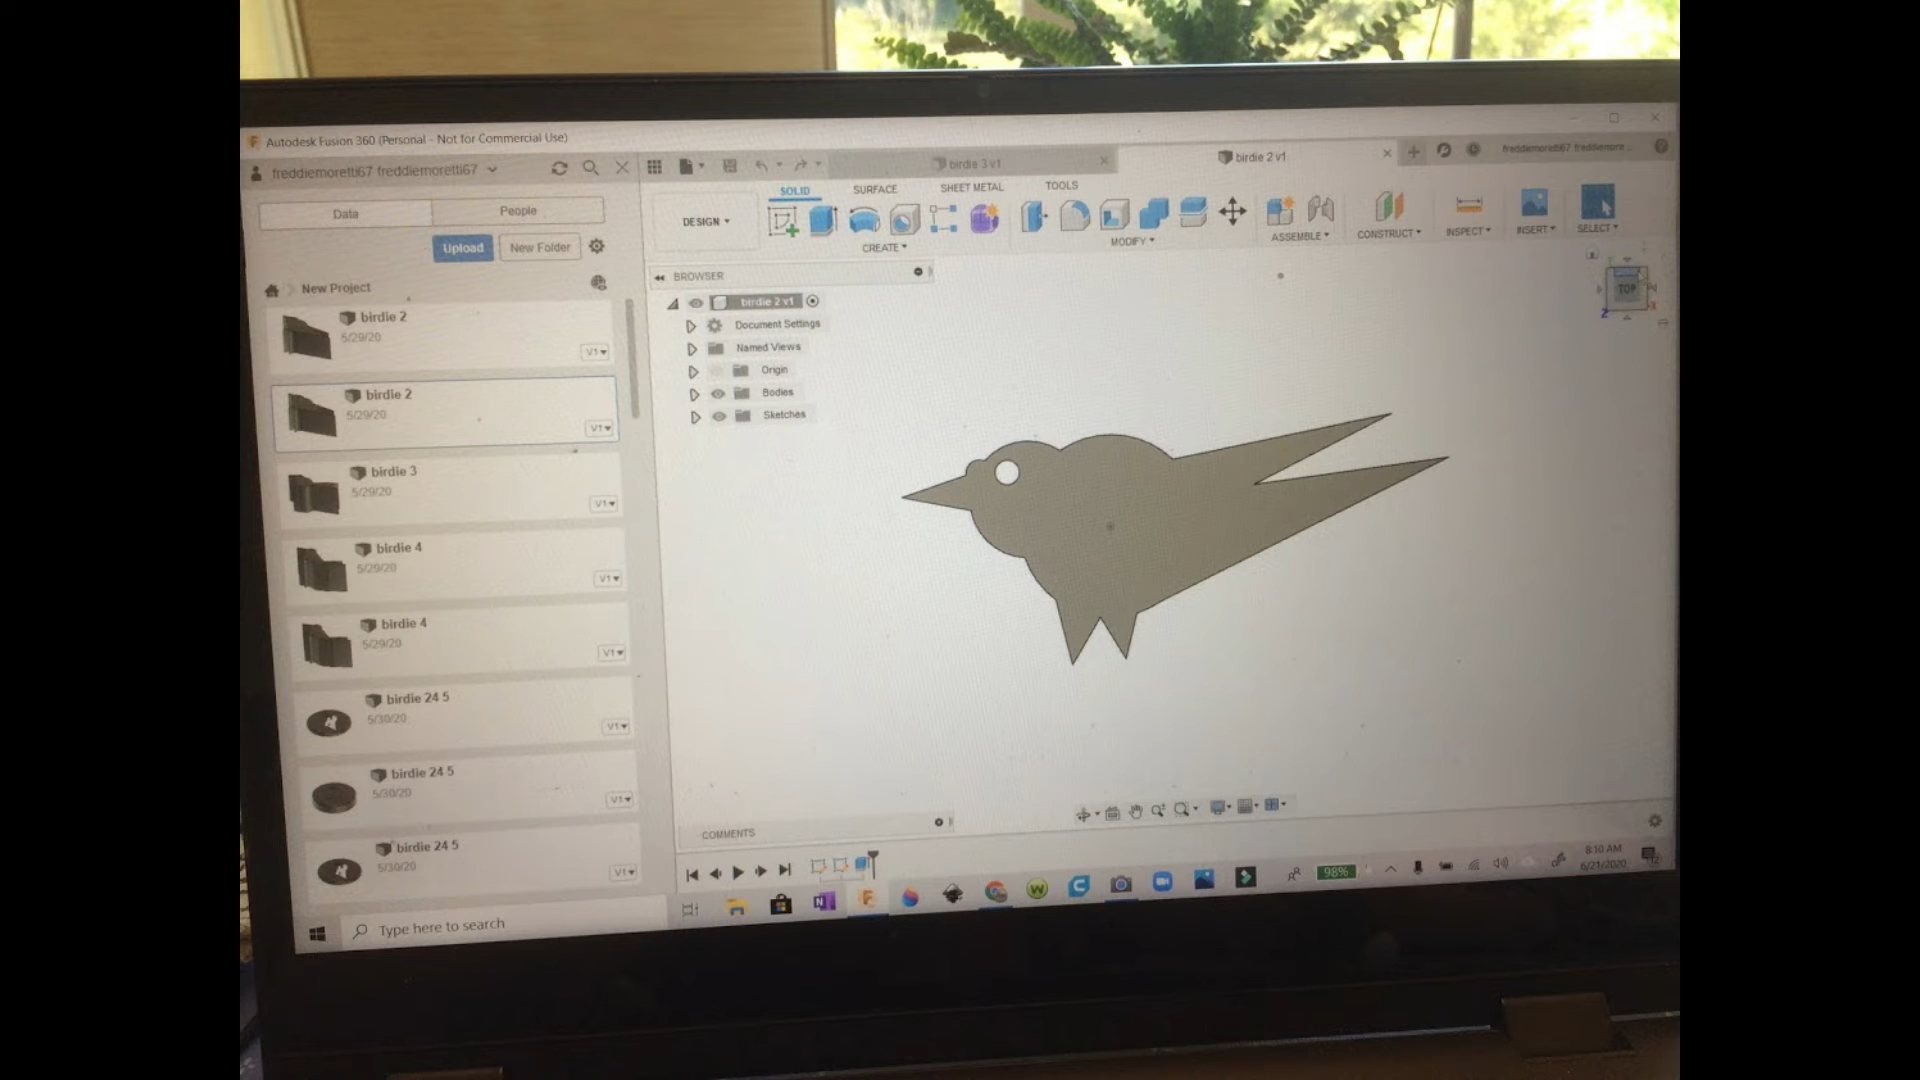 Autodesk Fusion 360 (Personal - Not for Commercial Use)
freddiemoretti67 freddiemoretti67
birdie 3 v1
birdie 2 v1
freddiemoretti67 freddiemore...
Data
People
Upload
New Folder
New Project
birdie 2
5/29/20
V1
birdie 2
5/29/20
V1
birdie 3
5/29/20
V1
birdie 4
5/29/20
V1
birdie 4
5/29/20
V1
birdie 24 5
5/30/20
V1
birdie 24 5
5/30/20
V1
birdie 24 5
5/30/20
V1
DESIGN
SOLID
SURFACE
SHEET METAL
TOOLS
CREATE
MODIFY
ASSEMBLE
CONSTRUCT
INSPECT
INSERT
SELECT
BROWSER
birdie 2 v1
Document Settings
Named Views
Origin
Bodies
Sketches
TOP
Z
X
COMMENTS
Type here to search
98%
8:10 AM
6/21/2020